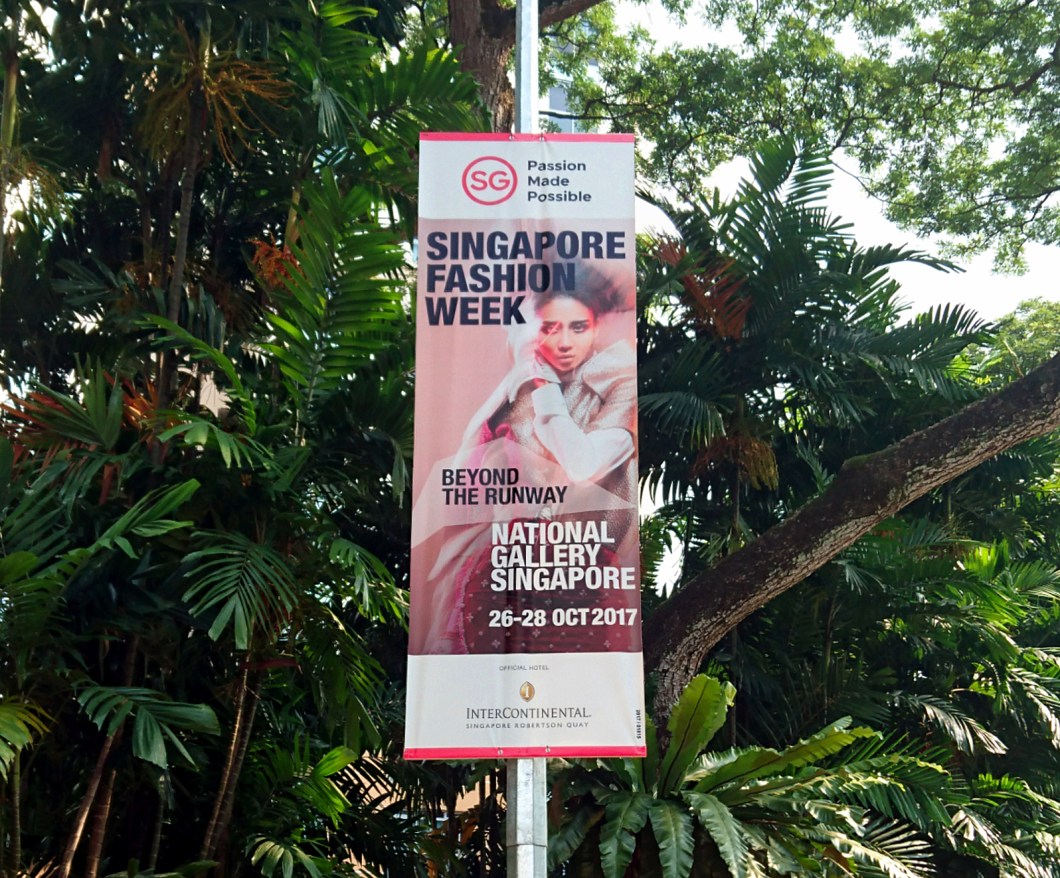 SG
Passion
Made
Possible
SINGAPORE
FASHION
WEEK
BEYOND
THE RUNWAY
NATIONAL
GALLERY
SINGAPORE
26-28 OCT 2017
OFFICIAL HOTEL
INTERCONTINENTAL.
SINGAPORE ROBERTSON QUAY